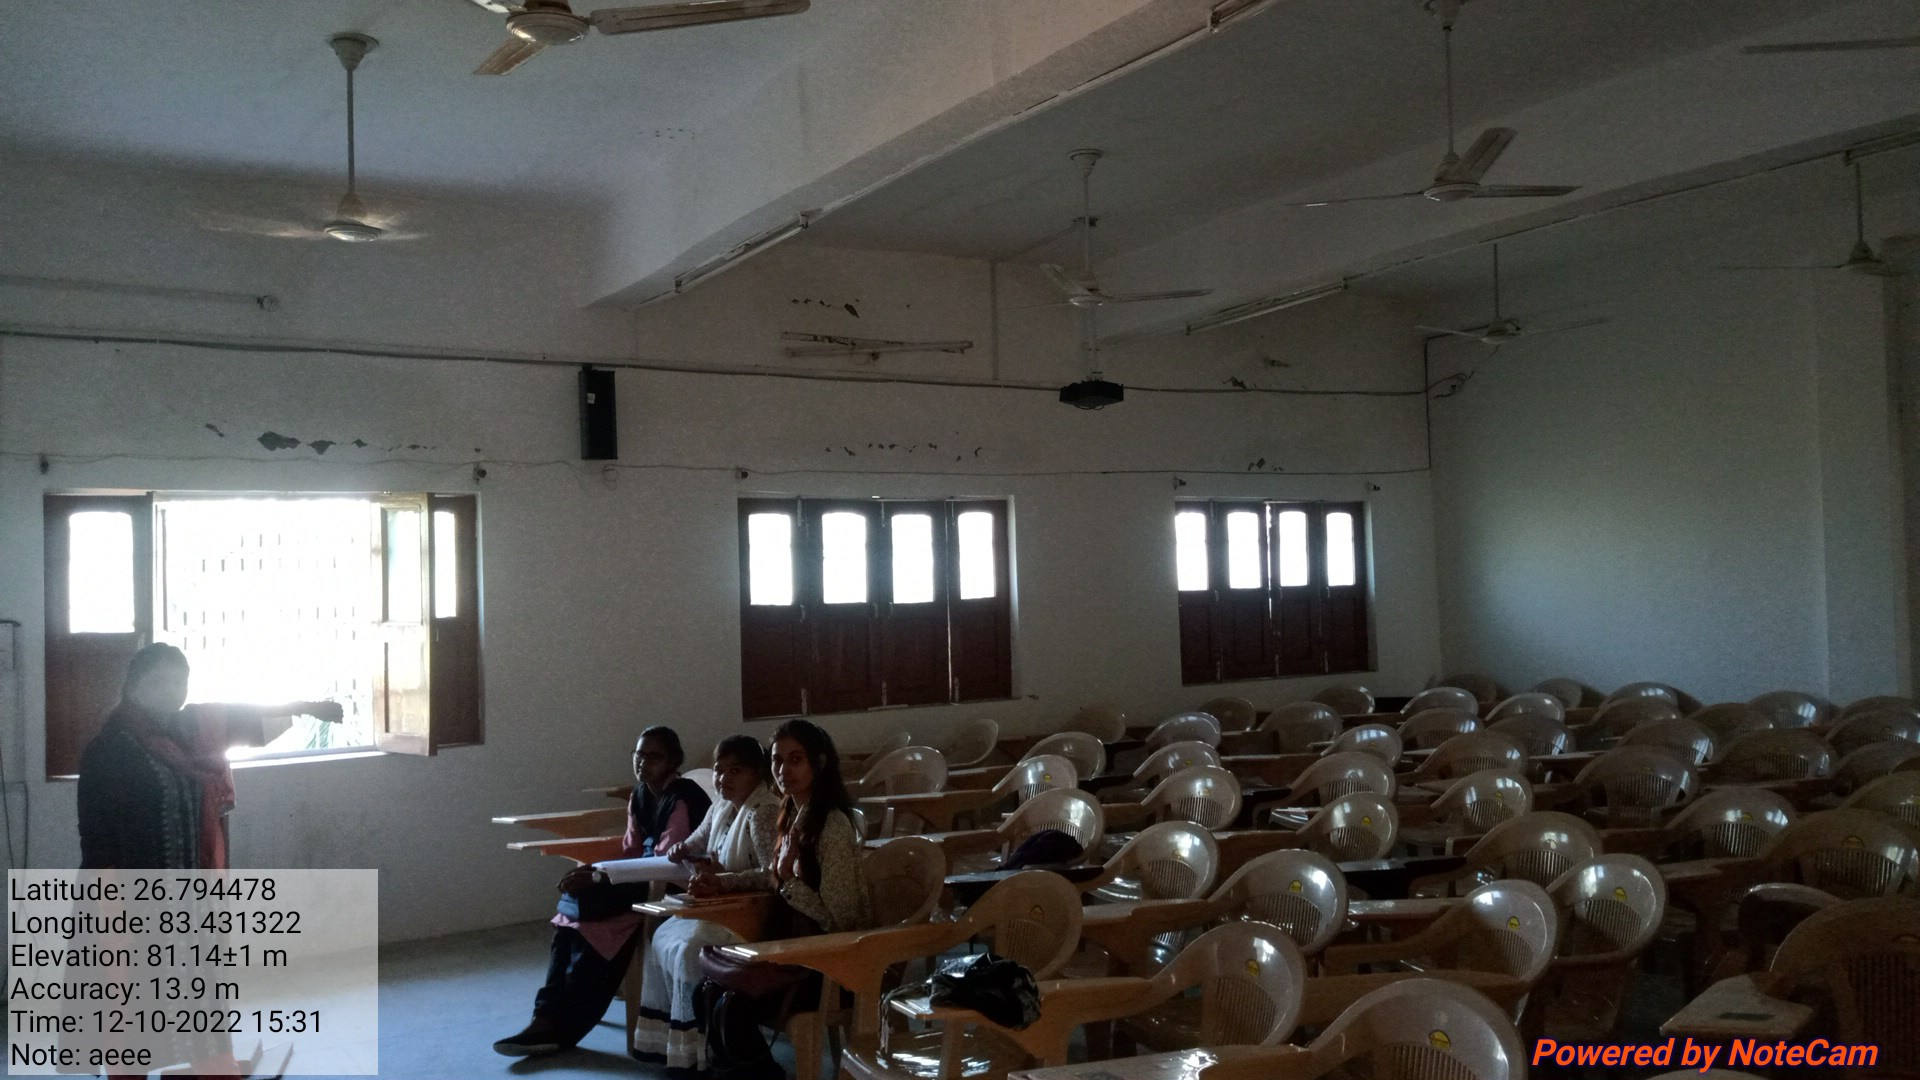 Latitude: 26.794478
Longitude: 83.431322
Elevation: 81.14±1 m
Accuracy: 13.9 m
Time: 12-10-2022 15:31
Note: aeee
Powered by NoteCam